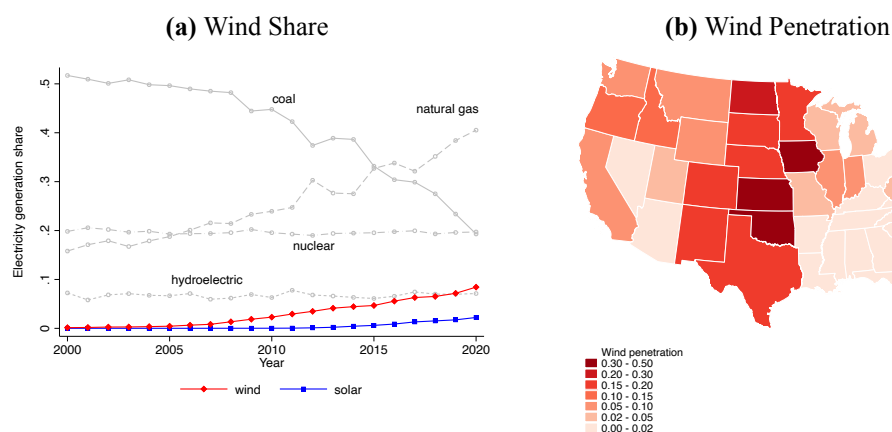 (a) Wind Share
Electricity generation share
.5
.4
.3
.2
.1
0
coal
natural gas
nuclear
hydroelectric
2000 2005 2010 2015 2020
Year
wind solar
(b) Wind Penetration
Wind penetration
0.30 - 0.50
0.20 - 0.30
0.15 - 0.20
0.10 - 0.15
0.05 - 0.10
0.02 - 0.05
0.00 - 0.02